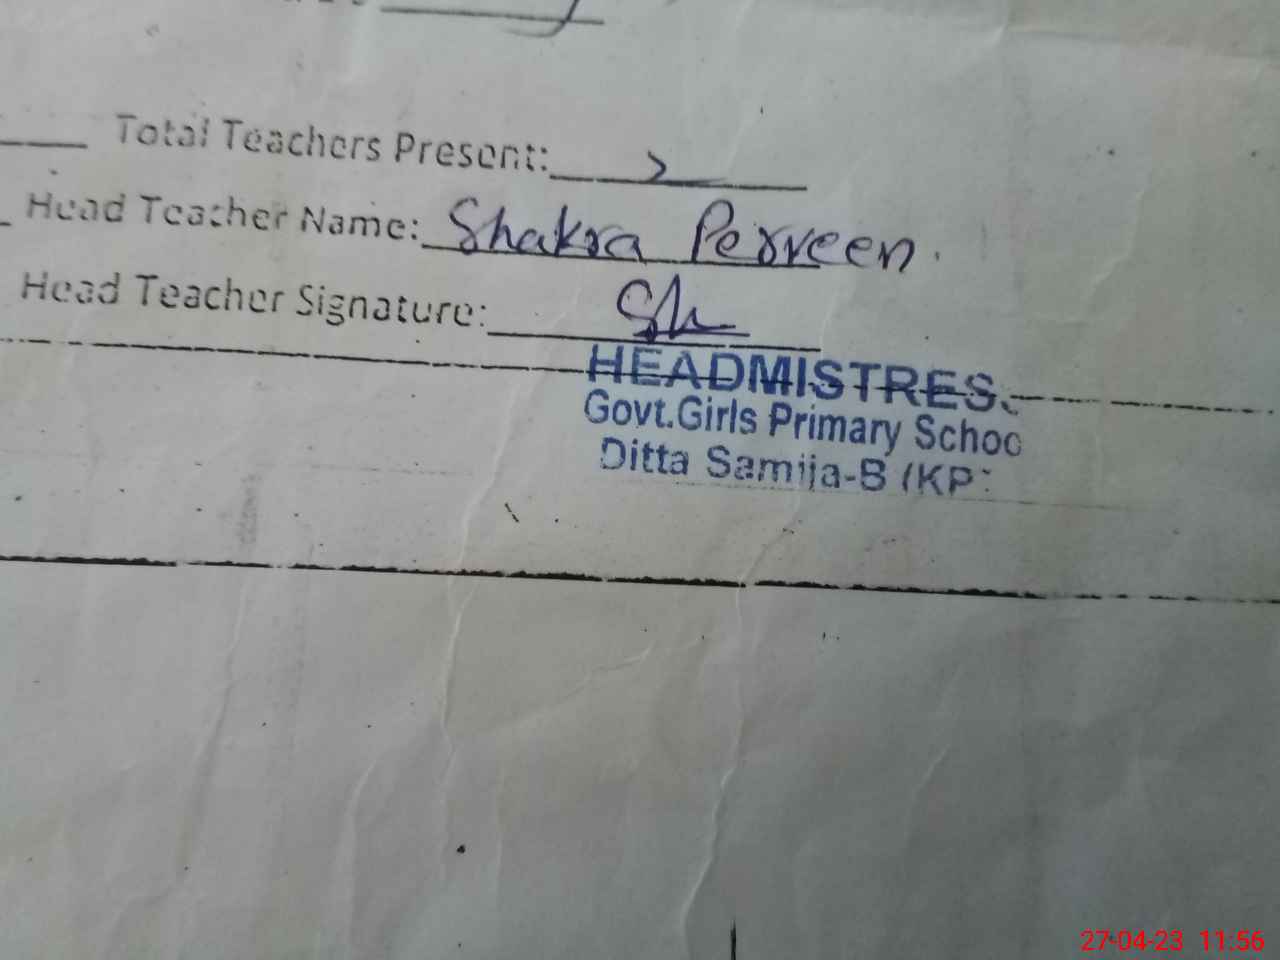 Total Teachers Present: 2
Head Teacher Name: Shakra Perveen.
Head Teacher Signature: Sh
HEADMISTRES
Govt.Girls Primary Schoo
Ditta Samija-B (KP
27-04-23 11:56